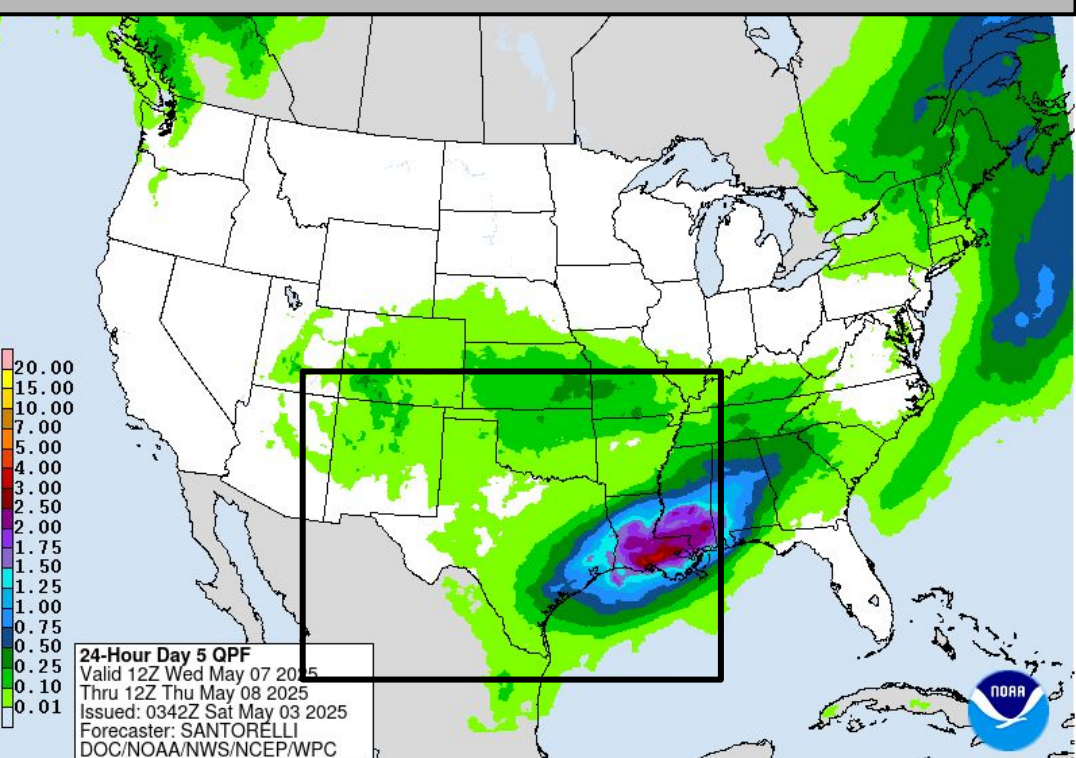 20.00
15.00
10.00
7.00
5.00
4.00
3.00
2.50
2.00
1.75
1.50
1.25
1.00
0.75
0.50
0.25
0.10
0.01
24-Hour Day 5 QPF
Valid 12Z Wed May 07 2025
Thru 12Z Thu May 08 2025
Issued: 0342Z Sat May 03 2025
Forecaster: SANTORELLI
DOC/NOAA/NWS/NCEP/WPC
NOAA